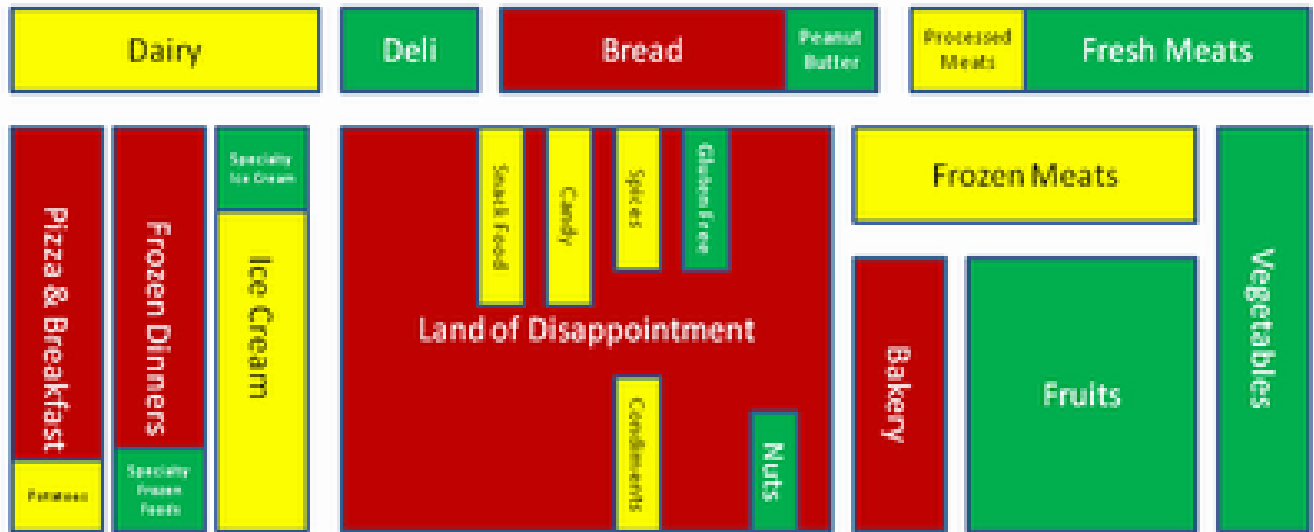 Dairy
Deli
Bread
Peanut
Butter
Processed
Meats
Fresh Meats
Pizza & Breakfast
Potatoes
Frozen Dinners
Specialty
Frozen
Foods
Specialty
Ice Cream
Ice Cream
Snack Food
Candy
Spices
Gluten Free
Land of Disappointment
Condiments
Nuts
Frozen Meats
Bakery
Fruits
Vegetables